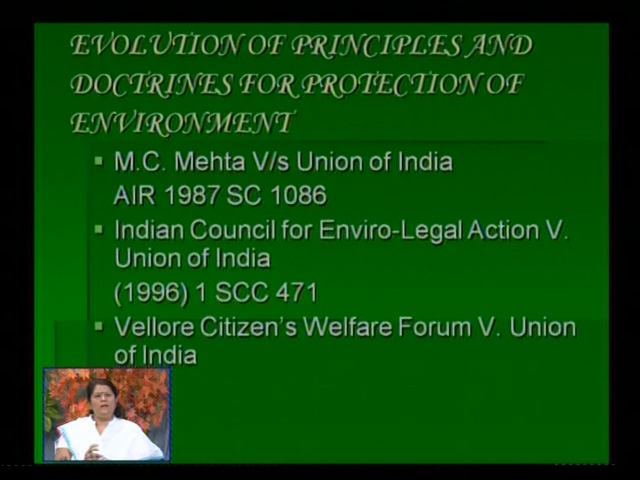 EVOLUTION OF PRINCIPLES AND
DOCTRINES FOR PROTECTION OF
ENVIRONMENT
M.C. Mehta V/s Union of India
AIR 1987 SC 1086
Indian Council for Enviro-Legal Action V.
Union of India
(1996) 1 SCC 471
Vellore Citizen's Welfare Forum V. Union
of India